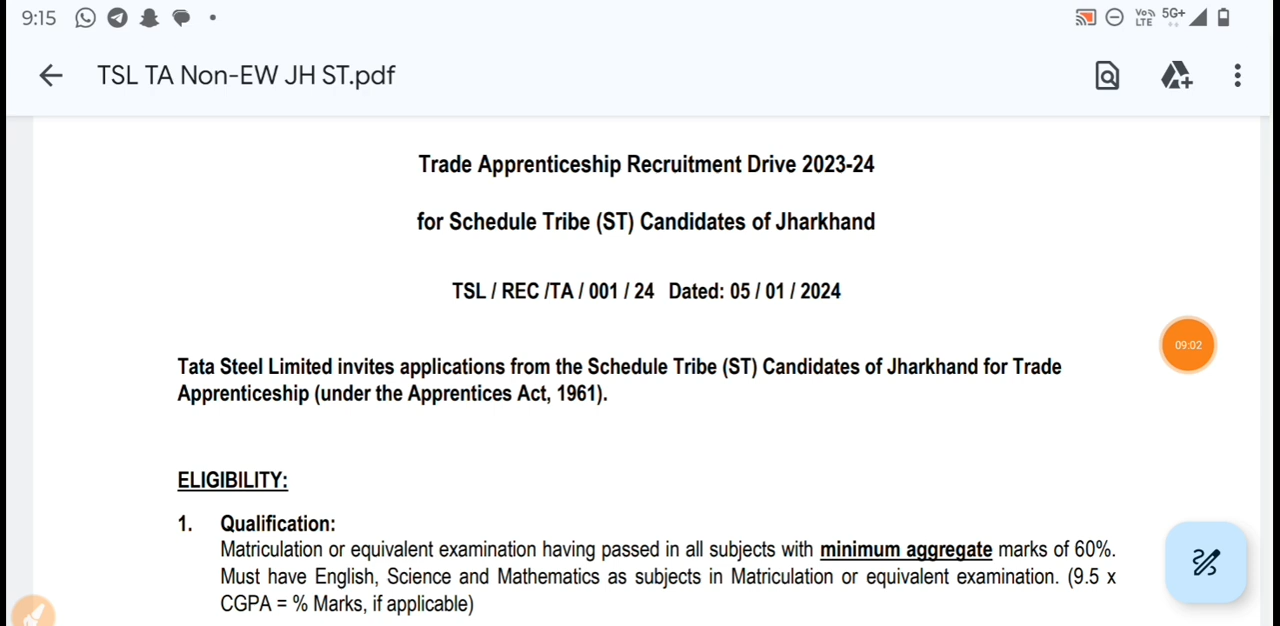 9:15
Vo) LTE 5G+
TSL TA Non-EW JH ST.pdf
Trade Apprenticeship Recruitment Drive 2023-24
for Schedule Tribe (ST) Candidates of Jharkhand
TSL / REC /TA / 001 / 24 Dated: 05 / 01 / 2024
09:02
Tata Steel Limited invites applications from the Schedule Tribe (ST) Candidates of Jharkhand for Trade
Apprenticeship (under the Apprentices Act, 1961).
ELIGIBILITY:
1. Qualification:
Matriculation or equivalent examination having passed in all subjects with minimum aggregate marks of 60%.
Must have English, Science and Mathematics as subjects in Matriculation or equivalent examination. (9.5 x
CGPA = % Marks, if applicable)